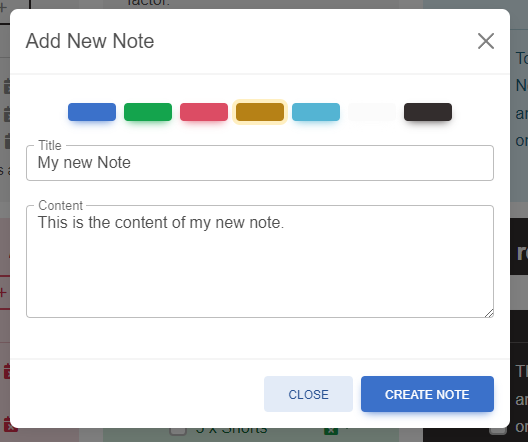 factor.
Add New Note
Title
My new Note
Content
This is the content of my new note.
CLOSE
CREATE NOTE
x Shorts